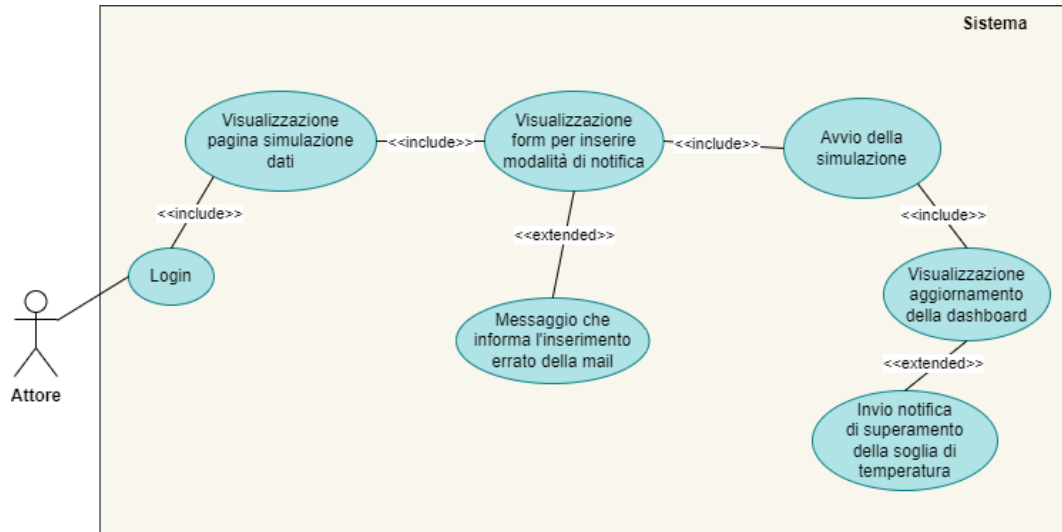 Sistema
Visualizzazione
pagina simulazione
dati
<<include>>
Visualizzazione
form per inserire
modalità di notifica
<<include>>
Avvio della
simulazione
<<include>>
<<include>>
<<extended>>
Login
Visualizzazione
aggiornamento
della dashboard
Messaggio che
informa l'inserimento
errato della mail
<<extended>>
Attore
Invio notifica
di superamento
della soglia di
temperatura